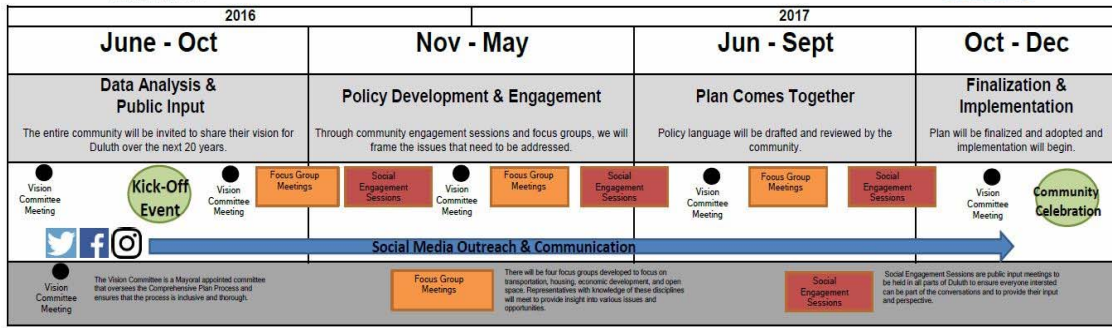 2016
2017
June - Oct
Nov - May
Jun - Sept
Oct - Dec
Data Analysis &
Public Input
The entire community will be invited to share their vision for
Duluth over the next 20 years.
Policy Development & Engagement
Through community engagement sessions and focus groups, we will
frame the issues that need to be addressed.
Plan Comes Together
Policy language will be drafted and reviewed by the
community.
Finalization &
Implementation
Plan will be finalized and adopted and
implementation will begin.
Vision
Committee
Meeting
Kick-Off
Event
Vision
Committee
Meeting
Focus Group
Meetings
Social
Engagement
Sessions
Vision
Committee
Meeting
Focus Group
Meetings
Social
Engagement
Sessions
Vision
Committee
Meeting
Focus Group
Meetings
Social
Engagement
Sessions
Vision
Committee
Meeting
Community
Celebration
Social Media Outreach & Communication
Vision
Committee
Meeting
The Vision Committee is a Mayoral appointed committee
that oversees the Comprehensive Plan Process and
ensures that the process is inclusive and thorough.
Focus Group
Meetings
There will be four focus groups developed to focus on
transportation, housing, economic development, and open
space. Representatives with knowledge of these disciplines
will meet to provide insight into various issues and
opportunities.
Social
Engagement
Sessions
Social Engagement Sessions are public input meetings to
be held in all parts of Duluth to ensure everyone intersted
can be part of the conversations and to provide their input
and perspective.